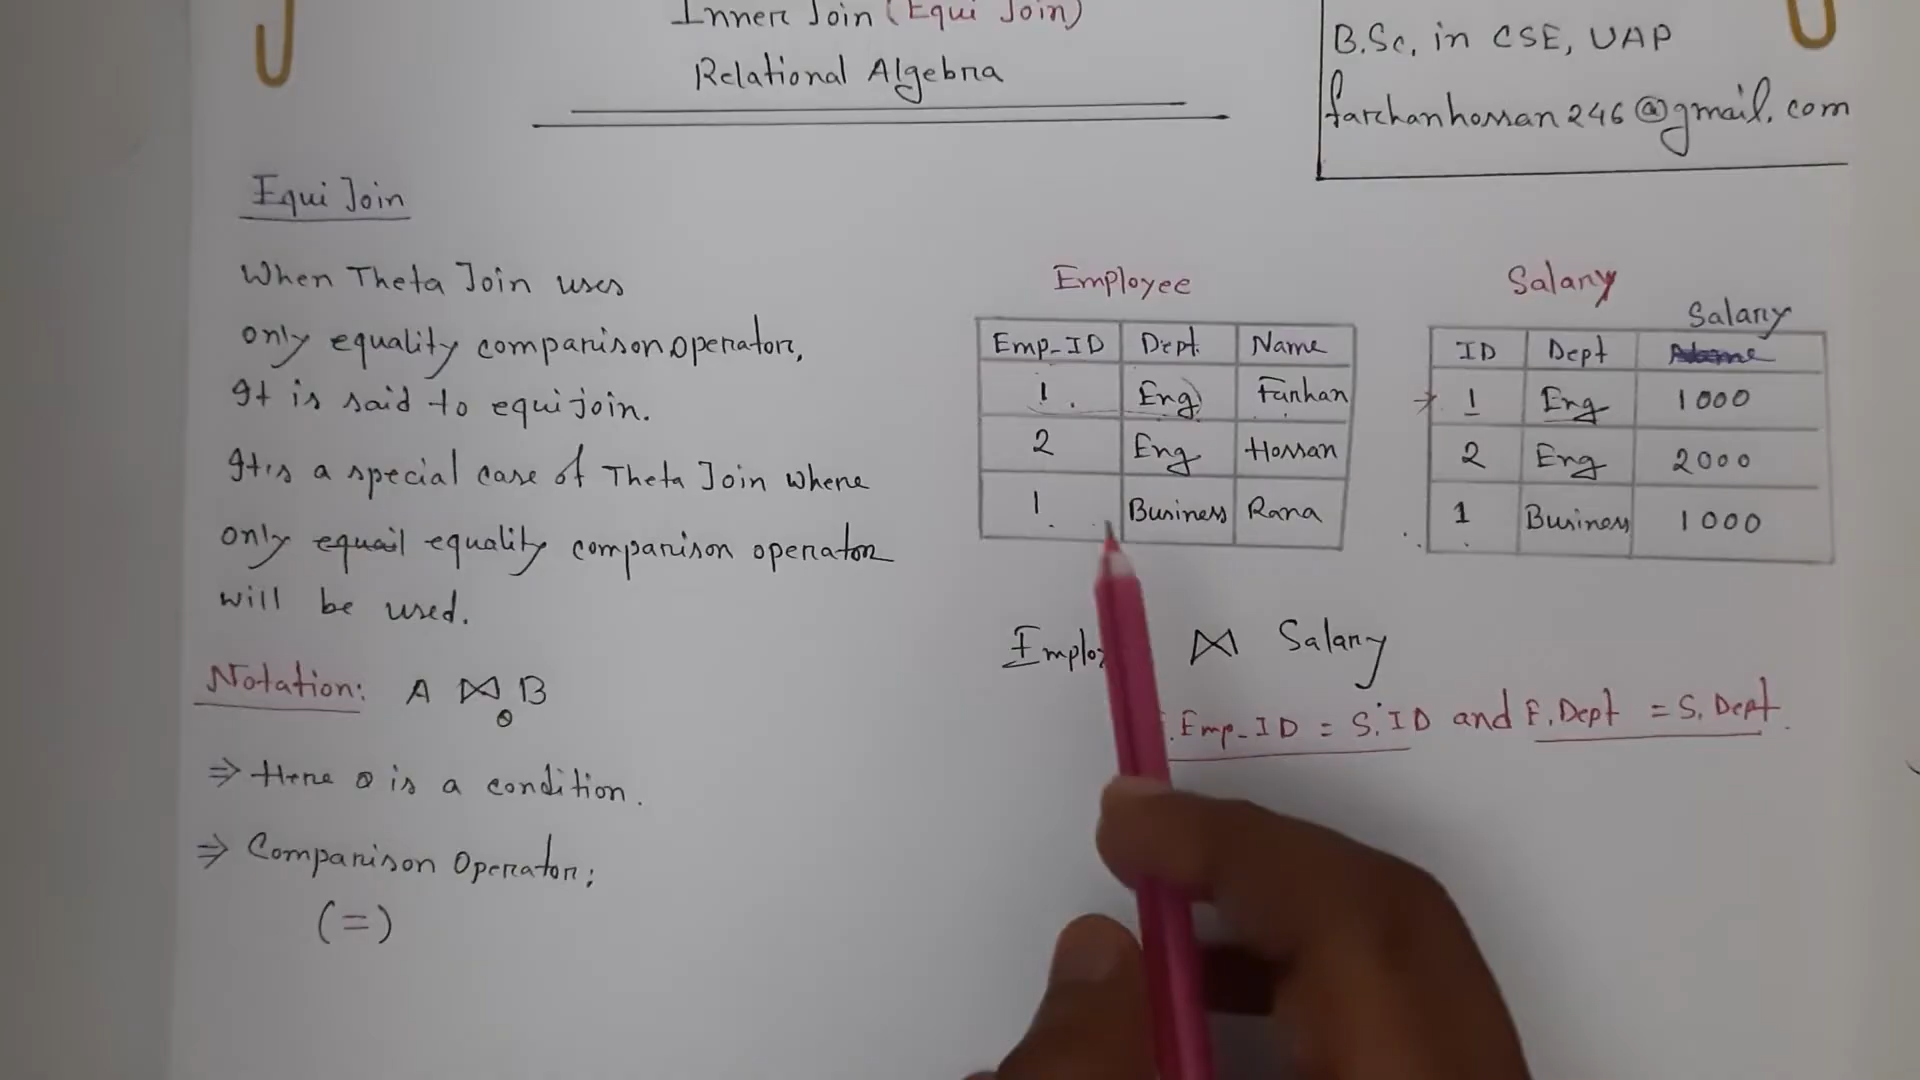 Inner Join (Equi Join)
Relational Algebra
B.Sc. in CSE, UAP
farhanhossan246@gmail.com
Equi Join
When Theta Join uses
only equality comparison operator,
It is said to equi join.
It is a special case of Theta Join where
only equail equality comparison operator
will be used.
Notation: A ⋈ B
θ
⇒ Here θ is a condition.
⇒ Comparison Operator:
(=)
Employee
Emp_ID Dept. Name
1 Eng Farhan
2 Eng Hossan
1 Business Rana
Salary
Salary
ID Dept
1 Eng 1000
2 Eng 2000
1 Business 1000
⋈ Salary
.Emp_ID = S.ID and E.Dept = S.Dept